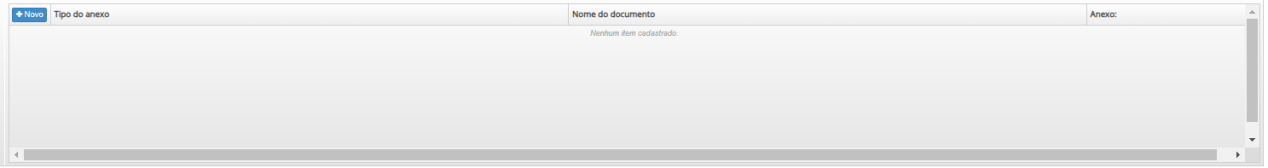 + Novo Tipo do anexo Nome do documento Anexo:
Nenhum item cadastrado.